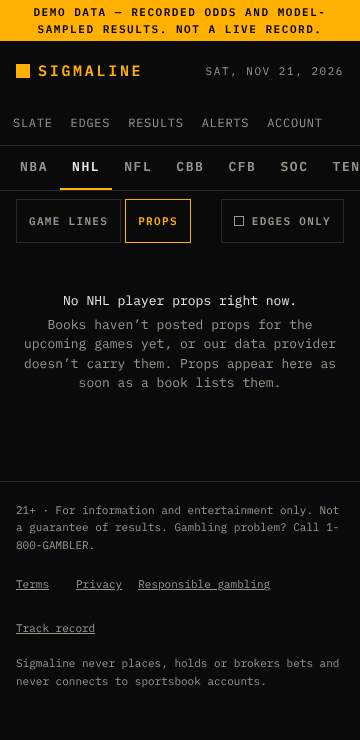 DEMO DATA — RECORDED ODDS AND MODEL-
SAMPLED RESULTS. NOT A LIVE RECORD.
SIGMALINE
SAT, NOV 21, 2026
SLATE EDGES RESULTS ALERTS ACCOUNT
NBA NHL NFL CBB CFB SOC TEN
GAME LINES PROPS EDGES ONLY
No NHL player props right now.
Books haven’t posted props for the
upcoming games yet, or our data provider
doesn’t carry them. Props appear here as
soon as a book lists them.
21+ · For information and entertainment only. Not
a guarantee of results. Gambling problem? Call 1-
800-GAMBLER.
Terms Privacy Responsible gambling
Track record
Sigmaline never places, holds or brokers bets and
never connects to sportsbook accounts.